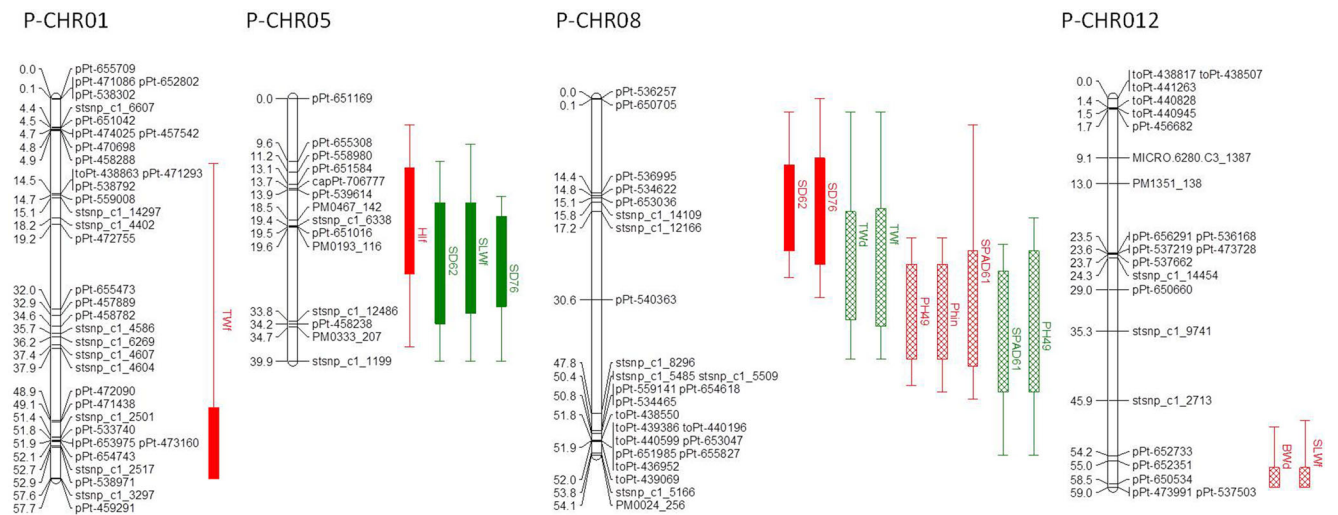 P-CHR01
0.0 pPt-655709
0.1 pPt-471086 pPt-652802
pPt-538302
4.4 stsnp_c1_6607
4.5 pPt-651042
4.7 pPt-474025 pPt-457542
4.8 pPt-470698
4.9 pPt-458288
14.5 toPt-438863 pPt-471293
pPt-538792
14.7 pPt-559008
15.1 stsnp_c1_14297
18.2 stsnp_c1_4402
19.2 pPt-472755
32.0 pPt-655473
32.9 pPt-457889
34.6 pPt-458782
35.7 stsnp_c1_4586
36.2 stsnp_c1_6269
37.4 stsnp_c1_4607
37.9 stsnp_c1_4604
48.9 pPt-472090
49.1 pPt-471438
51.4 stsnp_c1_2501
51.8 pPt-533740
51.9 pPt-653975 pPt-473160
52.1 pPt-654743
52.7 stsnp_c1_2517
52.9 pPt-538971
57.6 stsnp_c1_3297
57.7 pPt-459291
TWf
P-CHR05
0.0 pPt-651169
9.6 pPt-655308
11.2 pPt-558980
13.1 pPt-651584
13.7 capPt-706777
13.9 pPt-539614
18.5 PM0467_142
19.4 stsnp_c1_6338
19.5 pPt-651016
19.6 PM0193_116
33.8 stsnp_c1_12486
34.2 pPt-458238
34.7 PM0333_207
39.9 stsnp_c1_1199
HIf
SD62
SLWf
SD76
P-CHR08
0.0 pPt-536257
0.1 pPt-650705
14.4 pPt-536995
14.8 pPt-534622
15.1 pPt-653036
15.8 stsnp_c1_14109
17.2 stsnp_c1_12166
30.6 pPt-540363
47.8 stsnp_c1_8296
50.4 stsnp_c1_5485 stsnp_c1_5509
50.8 pPt-559141 pPt-654618
pPt-534465
51.8 toPt-438550
toPt-439386 toPt-440196
51.9 toPt-440599 pPt-653047
pPt-651985 pPt-655827
toPt-436952
52.0 toPt-439069
53.8 stsnp_c1_5166
54.1 PM0024_256
SD62
SD76
TWd
TWf
PH49
Phin
SPAD61
SPAD61
PH49
P-CHR012
0.0 toPt-438817 toPt-438507
toPt-441263
1.4 toPt-440828
1.5 toPt-440945
1.7 pPt-456682
9.1 MICRO.6280.C3_1387
13.0 PM1351_138
23.5 pPt-656291 pPt-536168
23.6 pPt-537219 pPt-473728
23.7 pPt-537662
24.3 stsnp_c1_14454
29.0 pPt-650660
35.3 stsnp_c1_9741
45.9 stsnp_c1_2713
54.2 pPt-652733
55.0 pPt-652351
58.5 pPt-650534
59.0 pPt-473991 pPt-537503
BWd
SLWf